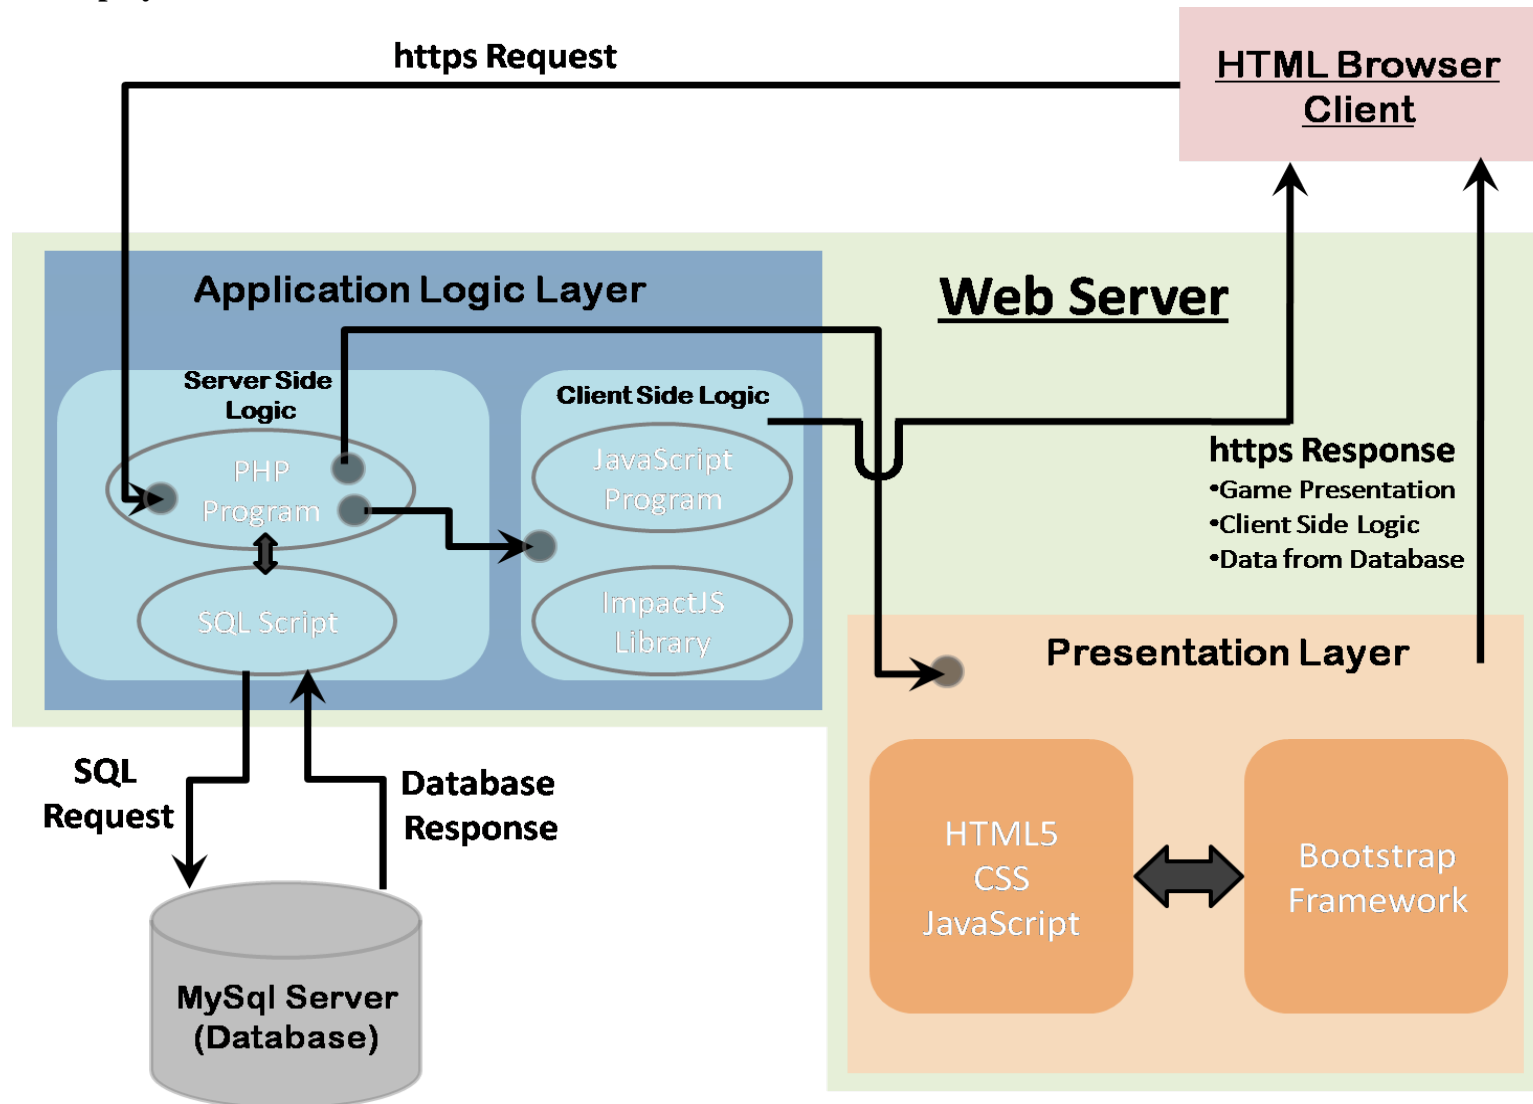 https Request
HTML Browser
Client
Application Logic Layer
Web Server
Server Side
Logic
Client Side Logic
PHP
Program
JavaScript
Program
SQL Script
ImpactJS
Library
https Response
•Game Presentation
•Client Side Logic
•Data from Database
Presentation Layer
SQL
Request
Database
Response
HTML5
CSS
JavaScript
Bootstrap
Framework
MySql Server
(Database)